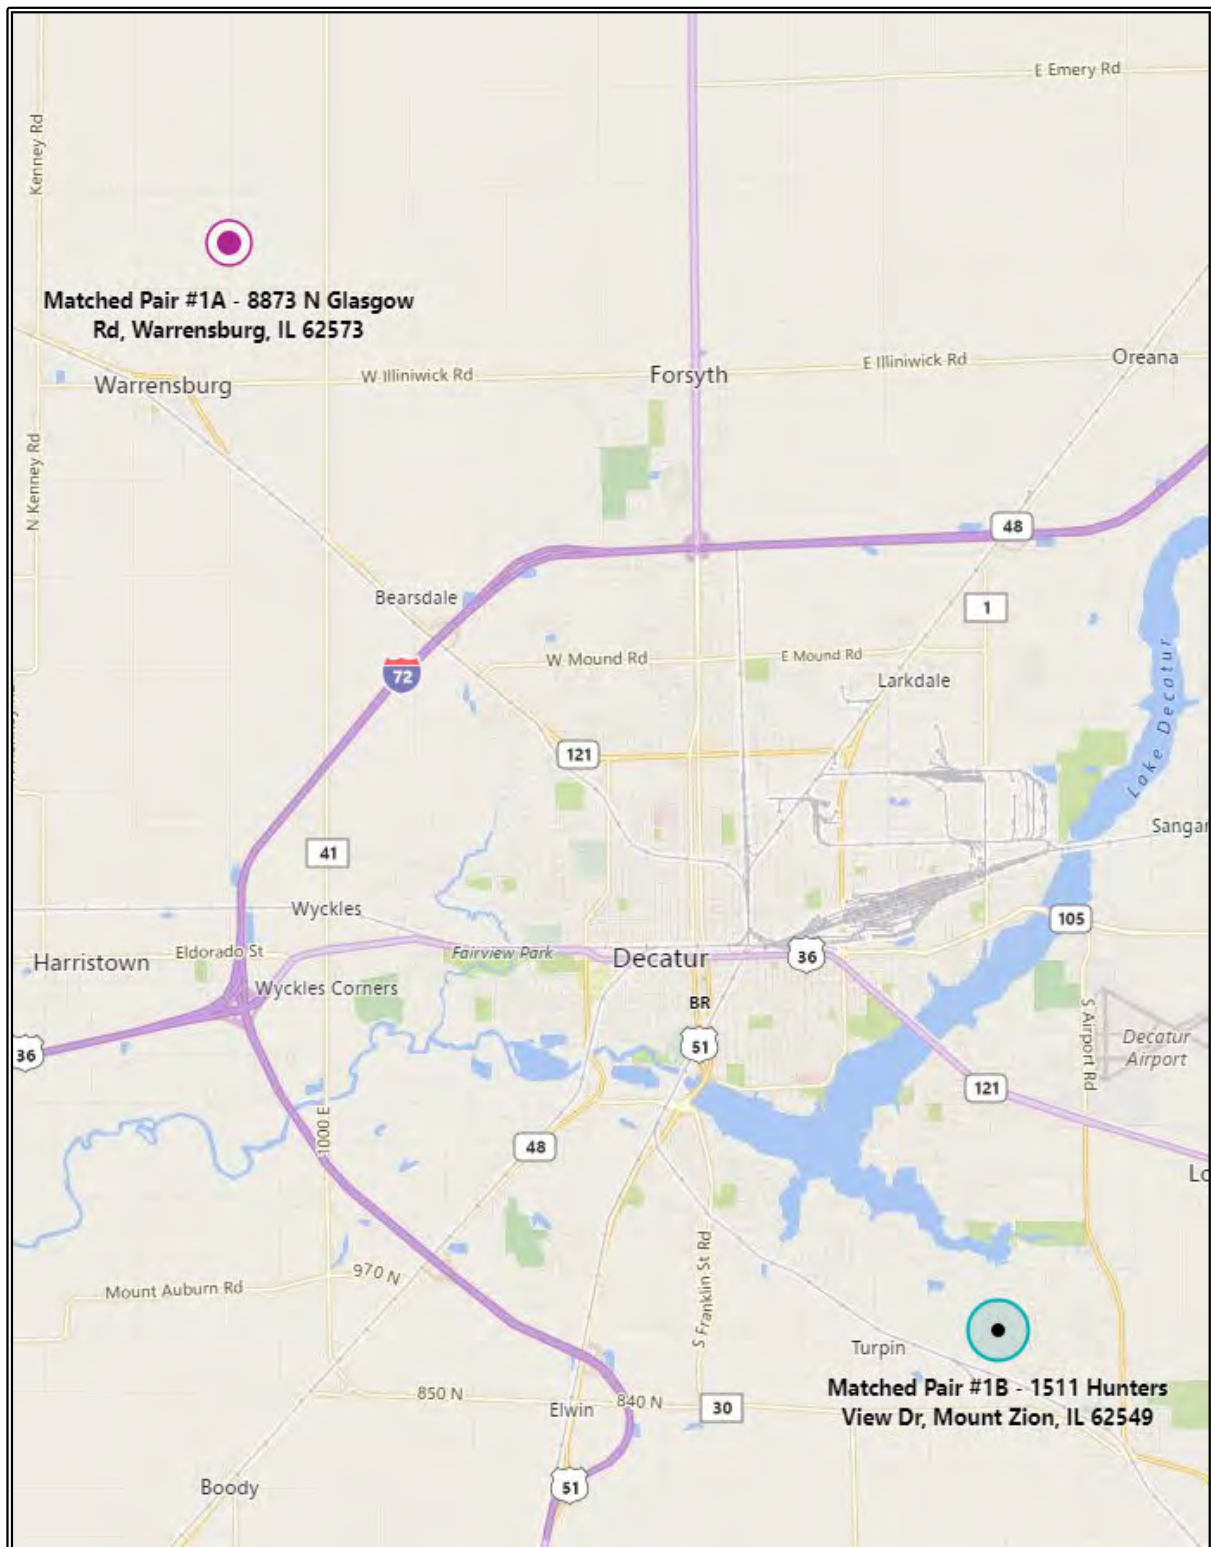 E Emery Rd
Kenney Rd
Matched Pair #1A - 8873 N Glasgow
Rd, Warrensburg, IL 62573
Warrensburg
W Illiniwick Rd
Forsyth
E Illiniwick Rd
Oreana
N Kenney Rd
48
Bearsdale
1
W Mound Rd
E Mound Rd
72
Larkdale
Lake Decatur
121
41
Sangar
Wyckles
105
Harristown
Eldorado St
Fairview Park
Decatur
36
Wyckles Corners
BR
51
36
S Airport Rd
Decatur
Airport
121
1000 E
48
Lo
970 N
Mount Auburn Rd
S Franklin St Rd
Turpin
Matched Pair #1B - 1511 Hunters
View Dr, Mount Zion, IL 62549
850 N
Elwin
840 N
30
Boody
51